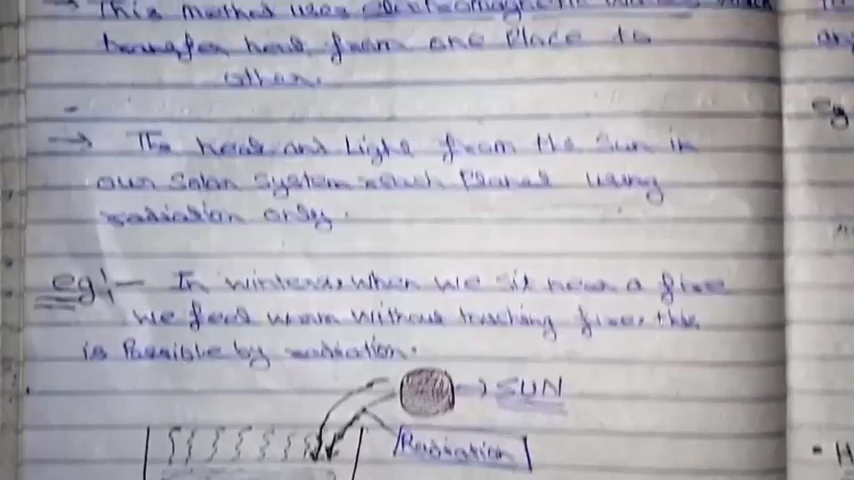 → This method uses electromagnetic waves
transfer heat from one place to
other.
→ The heat and Light from the Sun in
our Solar System reach Planet using
radiation only.
eg:- In winters, when we sit near a fire
we feel warm without touching fire, this
is Possible by radiation.
→ SUN
Radiation
eg